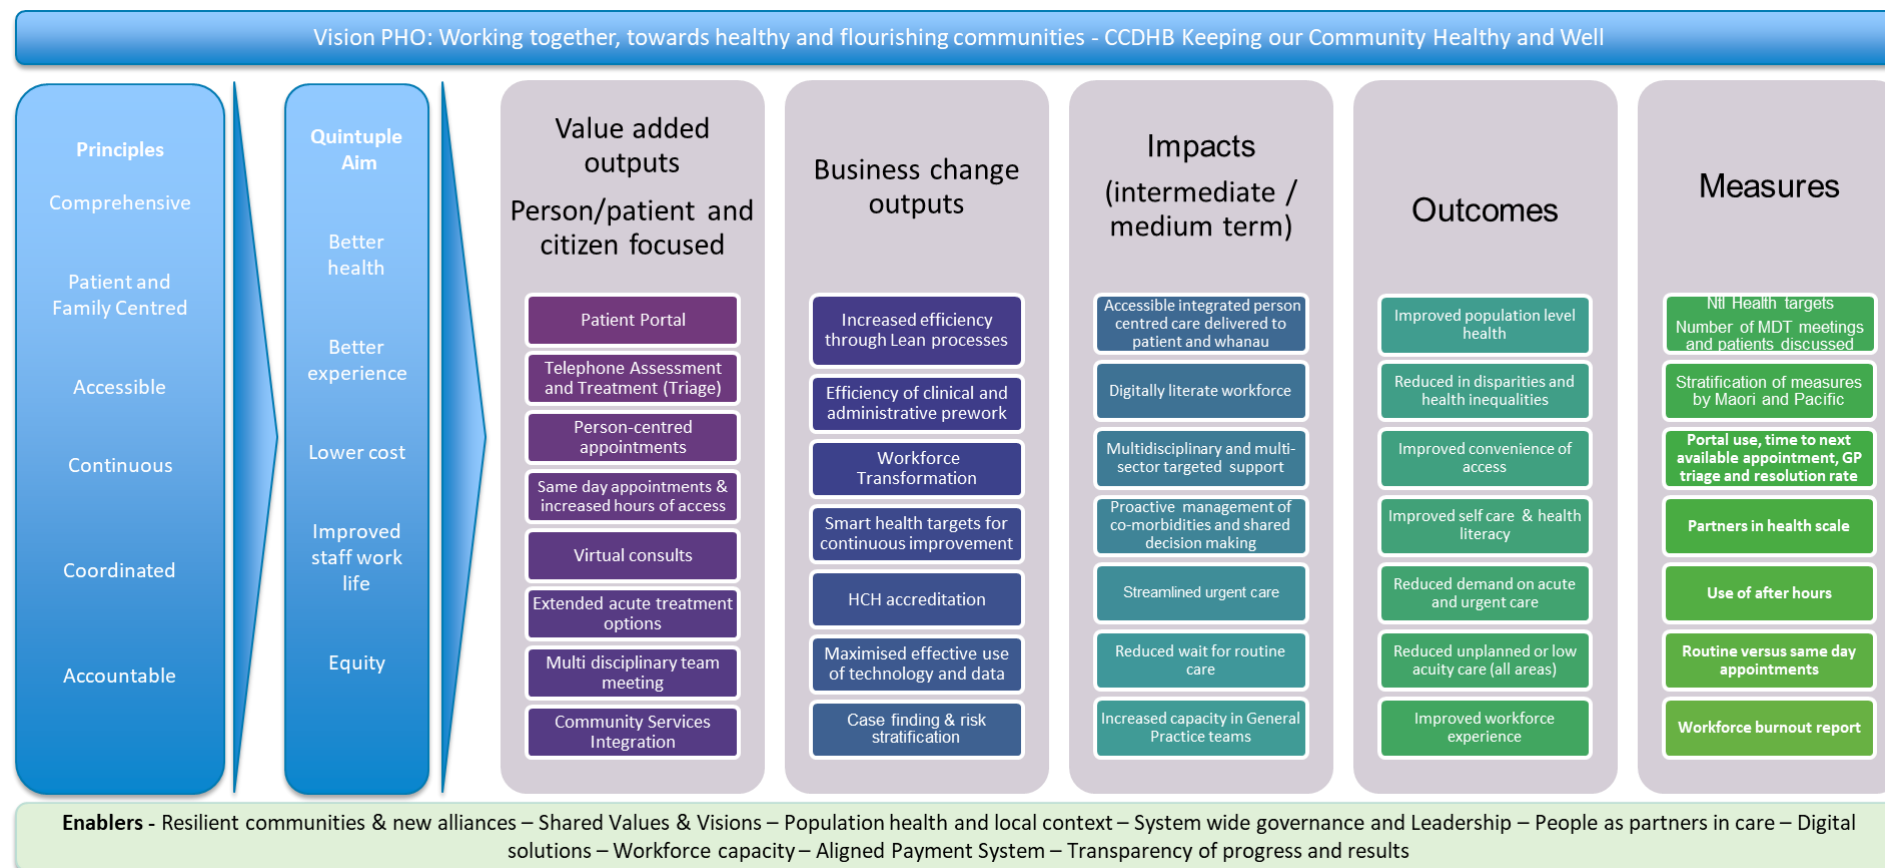 Vision PHO: Working together, towards healthy and flourishing communities - CCDHB Keeping our Community Healthy and Well
Principles
Comprehensive
Patient and
Family Centred
Accessible
Continuous
Coordinated
Accountable
Quintuple
Aim
Better
health
Better
experience
Lower cost
Improved
staff work
life
Equity
Value added
outputs
Person/patient and
citizen focused
Patient Portal
Telephone Assessment
and Treatment (Triage)
Person-centred
appointments
Same day appointments &
increased hours of access
Virtual consults
Extended acute treatment
options
Multi disciplinary team
meeting
Community Services
Integration
Business change
outputs
Increased efficiency
through Lean processes
Efficiency of clinical and
administrative prework
Workforce
Transformation
Smart health targets for
continuous improvement
HCH accreditation
Maximised effective use
of technology and data
Case finding & risk
stratification
Impacts
(intermediate /
medium term)
Accessible integrated person
centred care delivered to
patient and whanau
Digitally literate workforce
Multidisciplinary and multi-
sector targeted support
Proactive management of
co-morbidities and shared
decision making
Streamlined urgent care
Reduced wait for routine
care
Increased capacity in General
Practice teams
Outcomes
Improved population level
health
Reduced in disparities and
health inequalities
Improved convenience of
access
Improved self care & health
literacy
Reduced demand on acute
and urgent care
Reduced unplanned or low
acuity care (all areas)
Improved workforce
experience
Measures
Ntl Health targets
Number of MDT meetings
and patients discussed
Stratification of measures
by Maori and Pacific
Portal use, time to next
available appointment, GP
triage and resolution rate
Partners in health scale
Use of after hours
Routine versus same day
appointments
Workforce burnout report
Enablers - Resilient communities & new alliances – Shared Values & Visions – Population health and local context – System wide governance and Leadership – People as partners in care – Digital
solutions – Workforce capacity – Aligned Payment System – Transparency of progress and results